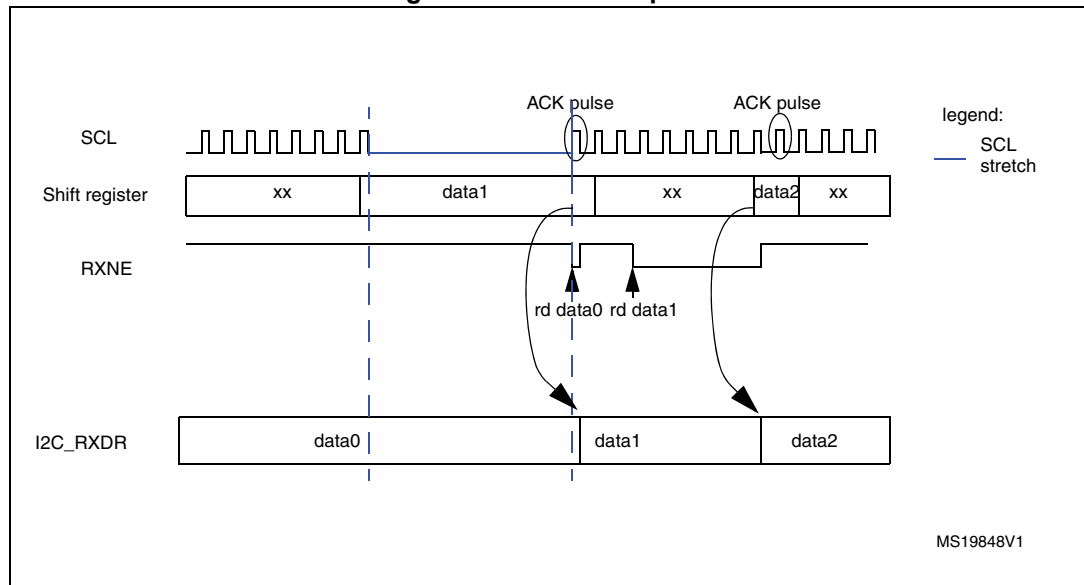 ACK pulse ACK pulse
legend:
SCL
SCL
stretch
Shift register xx data1 xx data2 xx
RXNE
rd data0 rd data1
I2C_RXDR data0 data1 data2
MS19848V1